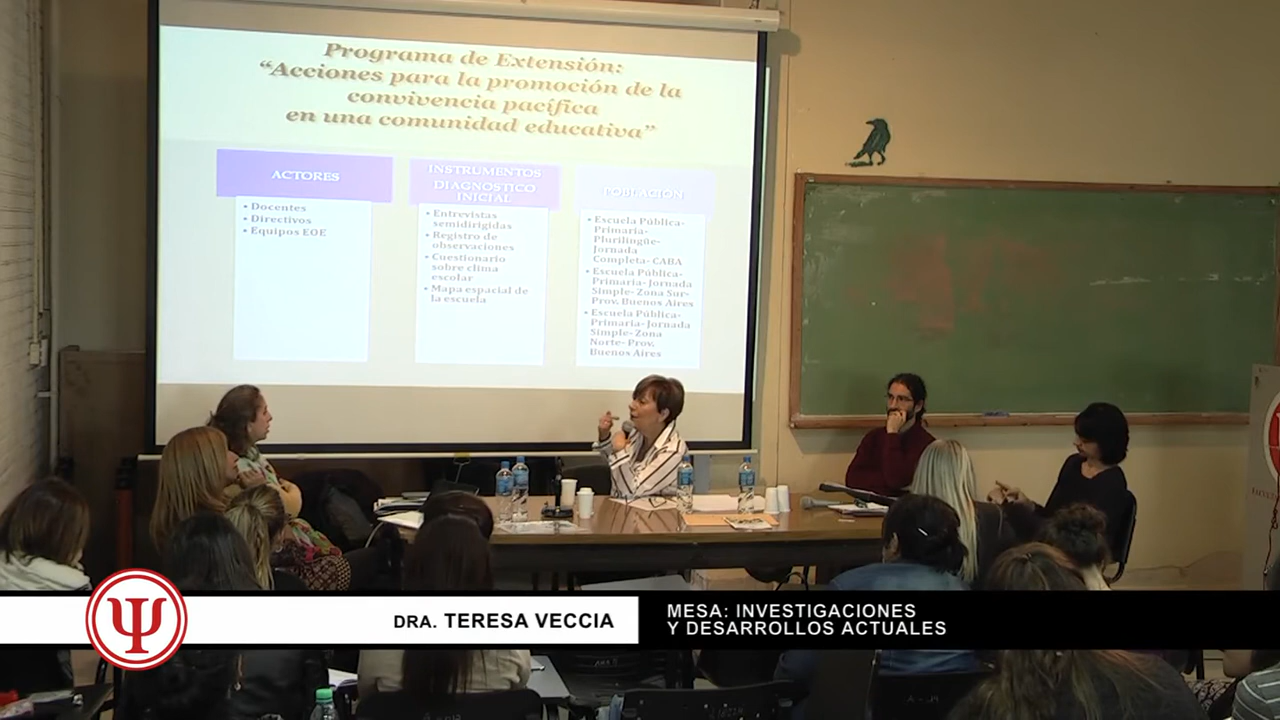 Programa de Extensión:
“Acciones para la promoción de la
convivencia pacífica
en una comunidad educativa”
ACTORES
• Docentes
• Directivos
• Equipos EOE
INSTRUMENTOS
DIAGNÓSTICO
INICIAL
• Entrevistas
semidirigidas
• Registro de
observaciones
• Cuestionario
sobre clima
escolar
• Mapa espacial de
la escuela
POBLACIÓN
• Escuela Pública-
Primaria-
Plurilingüe-
Jornada
Completa- CABA
• Escuela Pública-
Primaria- Jornada
Simple- Zona Sur-
Prov. Buenos Aires
• Escuela Pública-
Primaria- Jornada
Simple- Zona
Norte- Prov.
Buenos Aires
Ψ
DRA. TERESA VECCIA
MESA: INVESTIGACIONES
Y DESARROLLOS ACTUALES